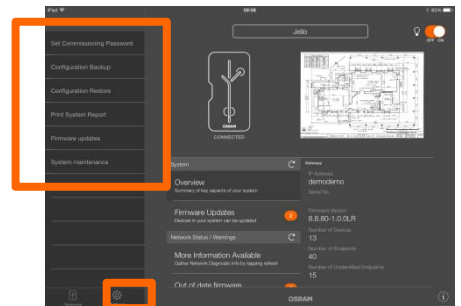 iPad
09:59
82%
Jello
OFF ON
Set Commissioning Password
Configuration Backup
Configuration Restore
Print System Report
Firmware updates
System maintenance
OSRAM
CONNECTED
System
Overview
Summary of key aspects of your system
Firmware Updates
Devices in your system can be updated
2
Network Status / Warnings
More Information Available
Gather Network Diagnostic info by tapping refresh
Out of date firmware
Gateway
IP Address
demodemo
Serial No.
Firmware Version
8.8.80-1.0.0LR
Number of Devices
13
Number of Endpoints
40
Number of Unidentified Endpoints
15
OSRAM